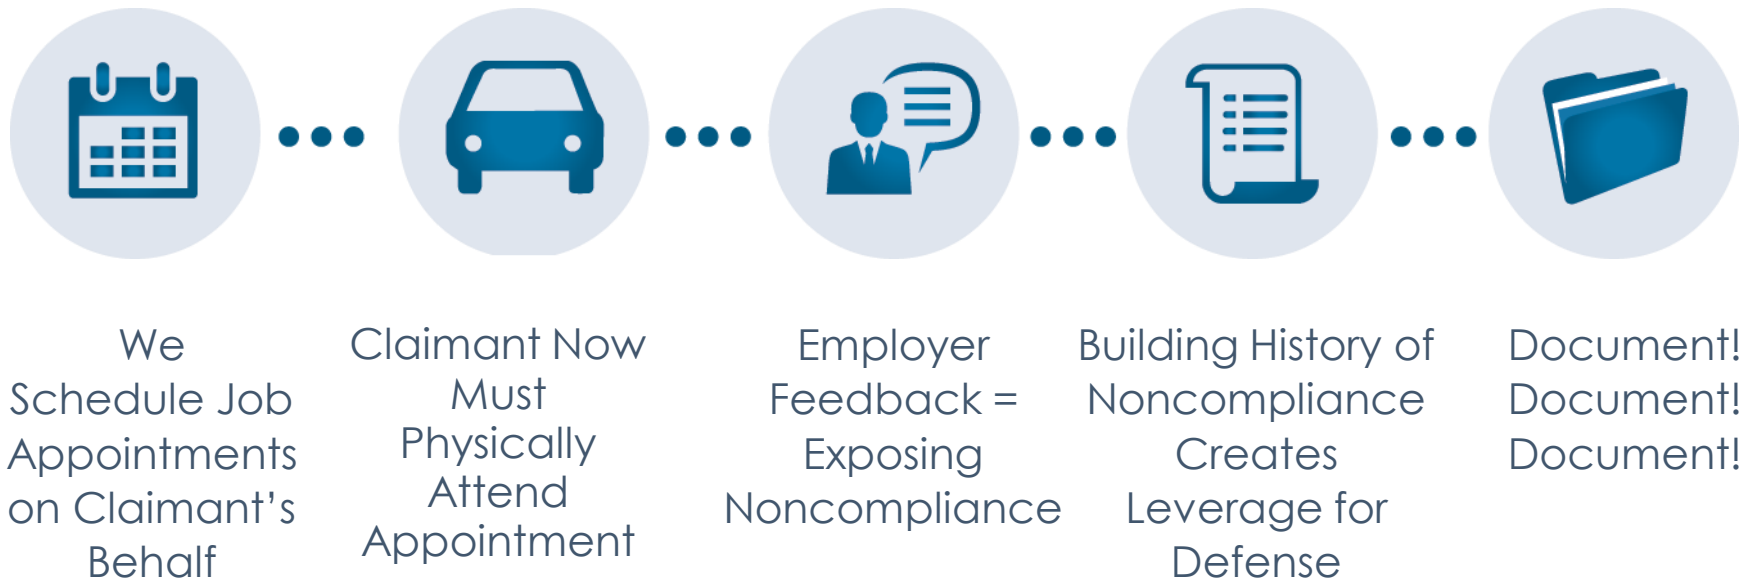 We
Schedule Job
Appointments
on Claimant’s
Behalf
Claimant Now
Must
Physically
Attend
Appointment
Employer
Feedback =
Exposing
Noncompliance
Building History of
Noncompliance
Creates
Leverage for
Defense
Document!
Document!
Document!